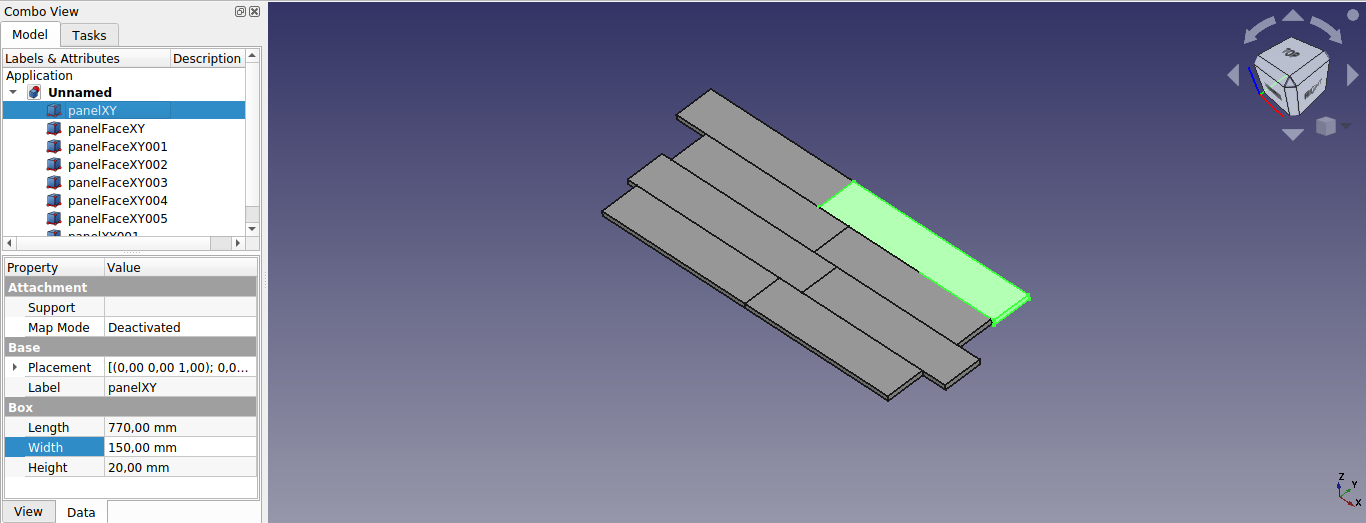 Combo View
Model Tasks
Labels & Attributes Description
Application
Unnamed
panelXY
panelFaceXY
panelFaceXY001
panelFaceXY002
panelFaceXY003
panelFaceXY004
panelFaceXY005
panelXY001
Property Value
Attachment
Support
Map Mode Deactivated
Base
Placement [(0,00 0,00 1,00); 0,0...
Label panelXY
Box
Length 770,00 mm
Width 150,00 mm
Height 20,00 mm
View Data
TOP
RIGHT
Z
Y
X